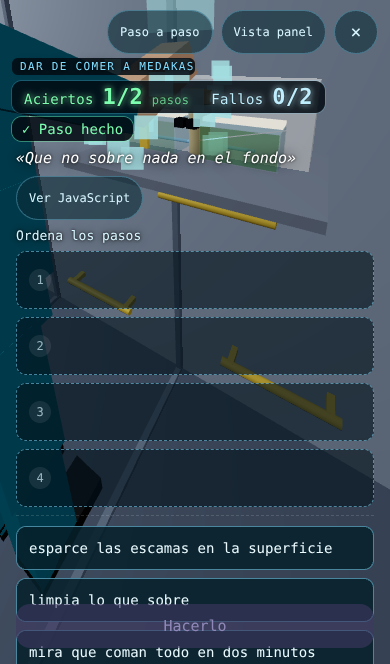 Paso a paso
Vista panel
×
DAR DE COMER A MEDAKAS
Aciertos 1/2 pasos Fallos 0/2
✓ Paso hecho
«Que no sobre nada en el fondo»
Ver JavaScript
Ordena los pasos
1
2
3
4
esparce las escamas en la superficie
limpia lo que sobre
Hacerlo
mira que coman todo en dos minutos